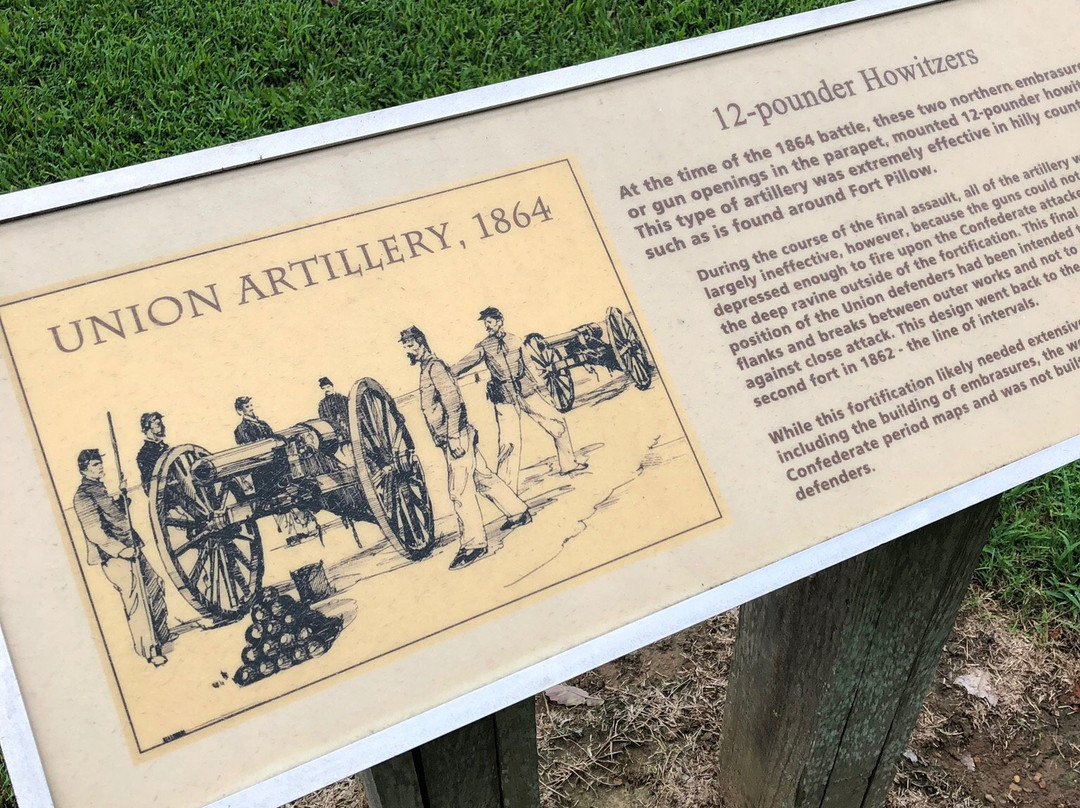 UNION ARTILLERY, 1864
12-pounder Howitzers
At the time of the 1864 battle, these two northern
or gun openings in the parapet, mounted 12-pounder
This type of artillery was extremely effective in hilly
such as is found around Fort Pillow.
During the course of the final assault, all of the artillery
largely ineffective, however, because the guns could not
depressed enough to fire upon the Confederate
the deep ravine outside of the fortification. This final
position of the Union defenders had been intended
flanks and breaks between outer works and not to
against close attack. This design went back to the
second fort in 1862 - the line of intervals.
While this fortification likely needed
including the building of embrasures, the
Confederate period maps and was not
defenders.